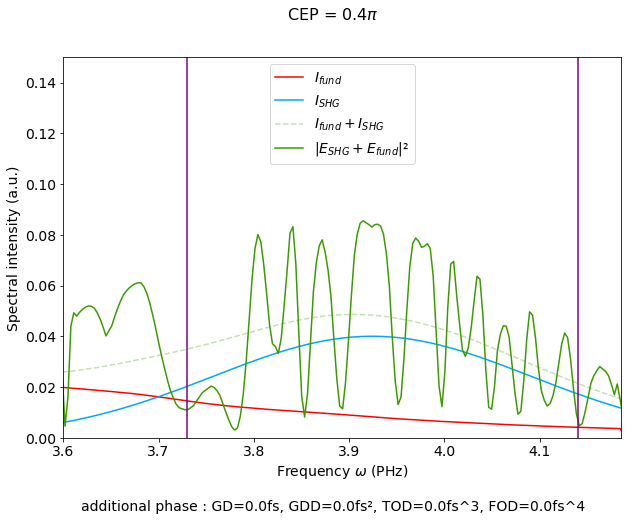 CEP = 0.4π
0.14
0.12
0.10
0.08
0.06
0.04
0.02
0.00
Spectral intensity (a.u.)
I_fund
I_SHG
I_fund + I_SHG
|E_SHG + E_fund|²
3.6 3.7 3.8 3.9 4.0 4.1
Frequency ω (PHz)
additional phase : GD=0.0fs, GDD=0.0fs², TOD=0.0fs^3, FOD=0.0fs^4